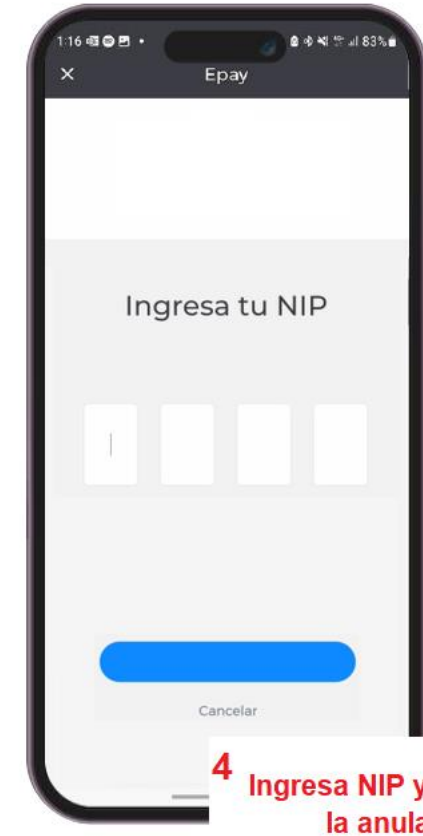 1:16 83%
Epay
Ingresa tu NIP
Cancelar
4
Ingresa NIP y
la anula